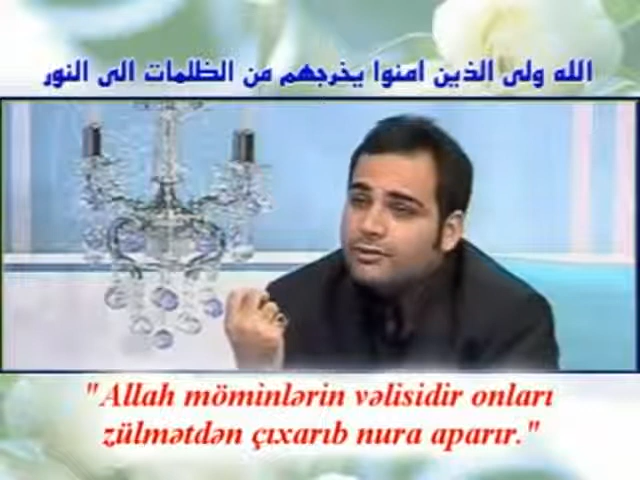 الله ولى الذين امنوا يخرجهم من الظلمات الى النور
"Allah möminlərin vəlisidir onları
zülmətdən çıxarıb nura aparır."